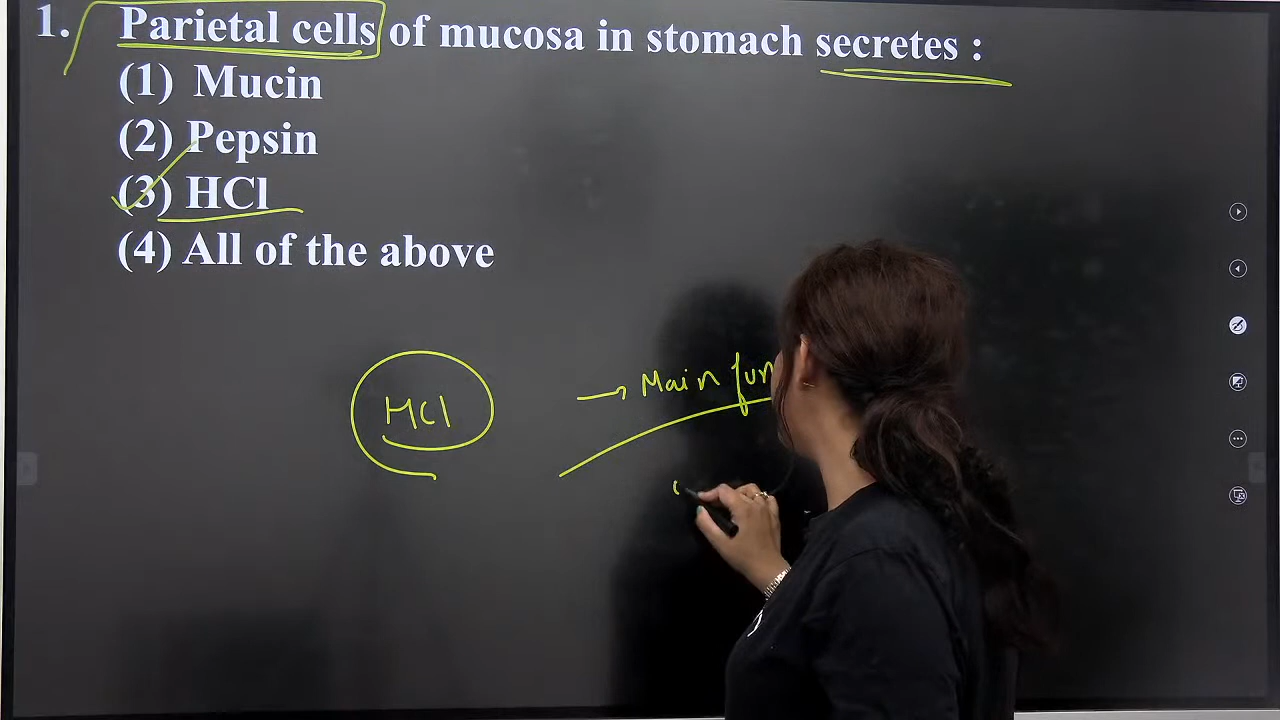 1. Parietal cells of mucosa in stomach secretes :
(1) Mucin
(2) Pepsin
(3) HCl
(4) All of the above
HCl
→ Main fun